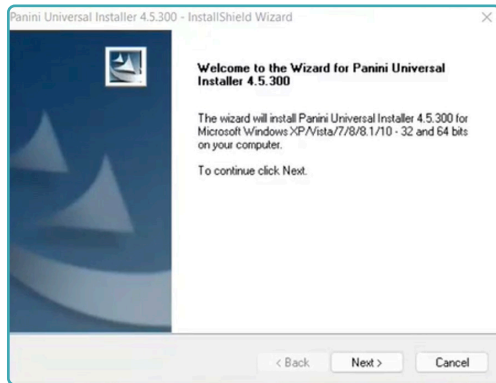 Panini Universal Installer 4.5.300 - InstallShield Wizard
Welcome to the Wizard for Panini Universal
Installer 4.5.300
The wizard will install Panini Universal Installer 4.5.300 for
Microsoft Windows XP/Vista/7/8/8.1/10 - 32 and 64 bits
on your computer.
To continue click Next.
< Back
Next >
Cancel